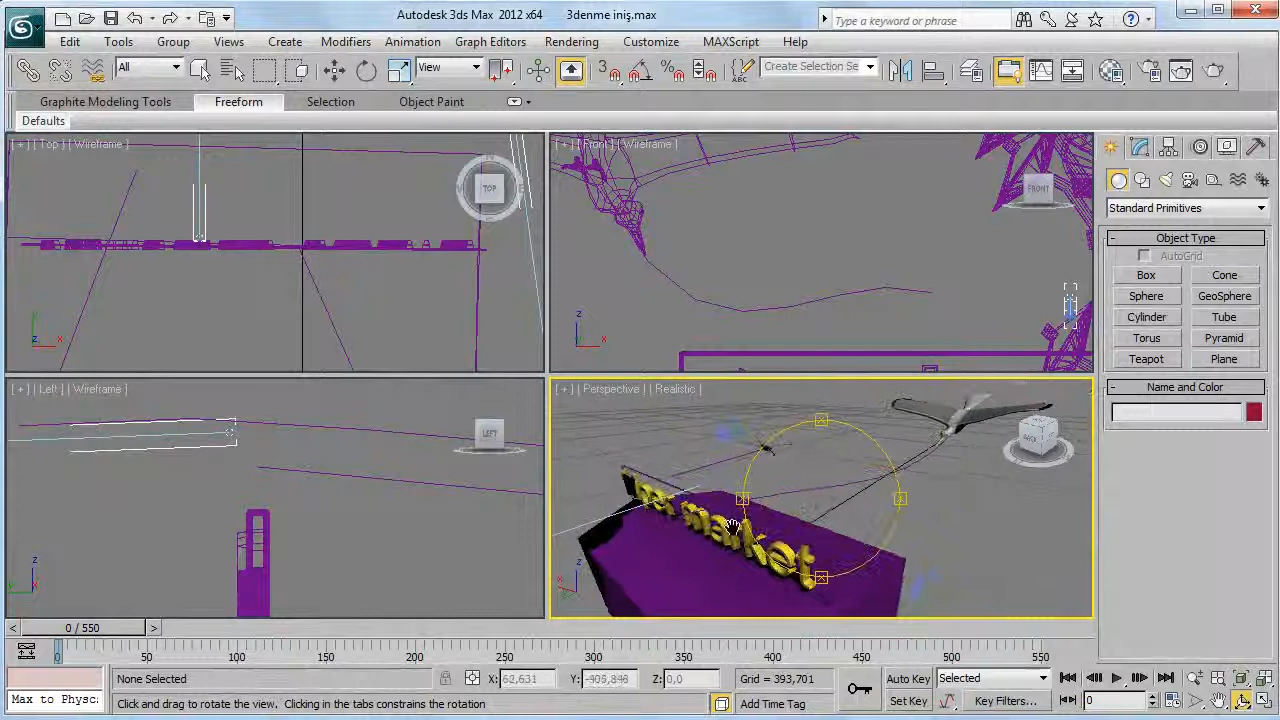 Autodesk 3ds Max 2012 x64 3denme iniş.max
Type a keyword or phrase
Edit Tools Group Views Create Modifiers Animation Graph Editors Rendering Customize MAXScript Help
All View 3 ABC Create Selection Se
Graphite Modeling Tools Freeform Selection Object Paint
Defaults
[ + ] [ Top ] [ Wireframe ]
TOP
[ + ] [ Front ] [ Wireframe ]
FRONT
[ + ] [ Left ] [ Wireframe ]
LEFT
[ + ] [ Perspective ] [ Realistic ]
BACK
market
Standard Primitives
Object Type
AutoGrid
Box Cone
Sphere GeoSphere
Cylinder Tube
Torus Pyramid
Teapot Plane
Name and Color
0 / 550
50 100 150 200 250 300 350 400 450 500 550
None Selected X: 62,631 Y: -409,848 Z: 0,0 Grid = 393,701 Auto Key Selected
Max to Physc: Click and drag to rotate the view. Clicking in the tabs constrains the rotation Add Time Tag Set Key Key Filters... 0